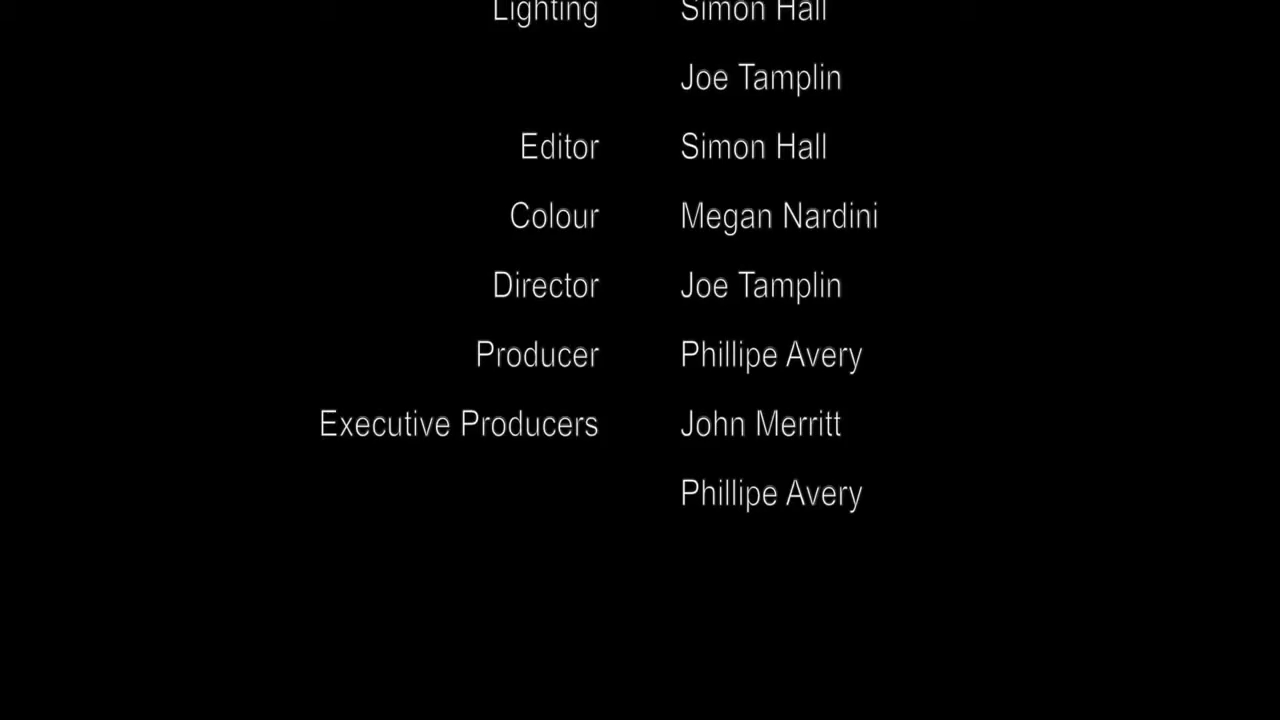 Lighting Simon Hall
Joe Tamplin
Editor Simon Hall
Colour Megan Nardini
Director Joe Tamplin
Producer Phillipe Avery
Executive Producers John Merritt
Phillipe Avery